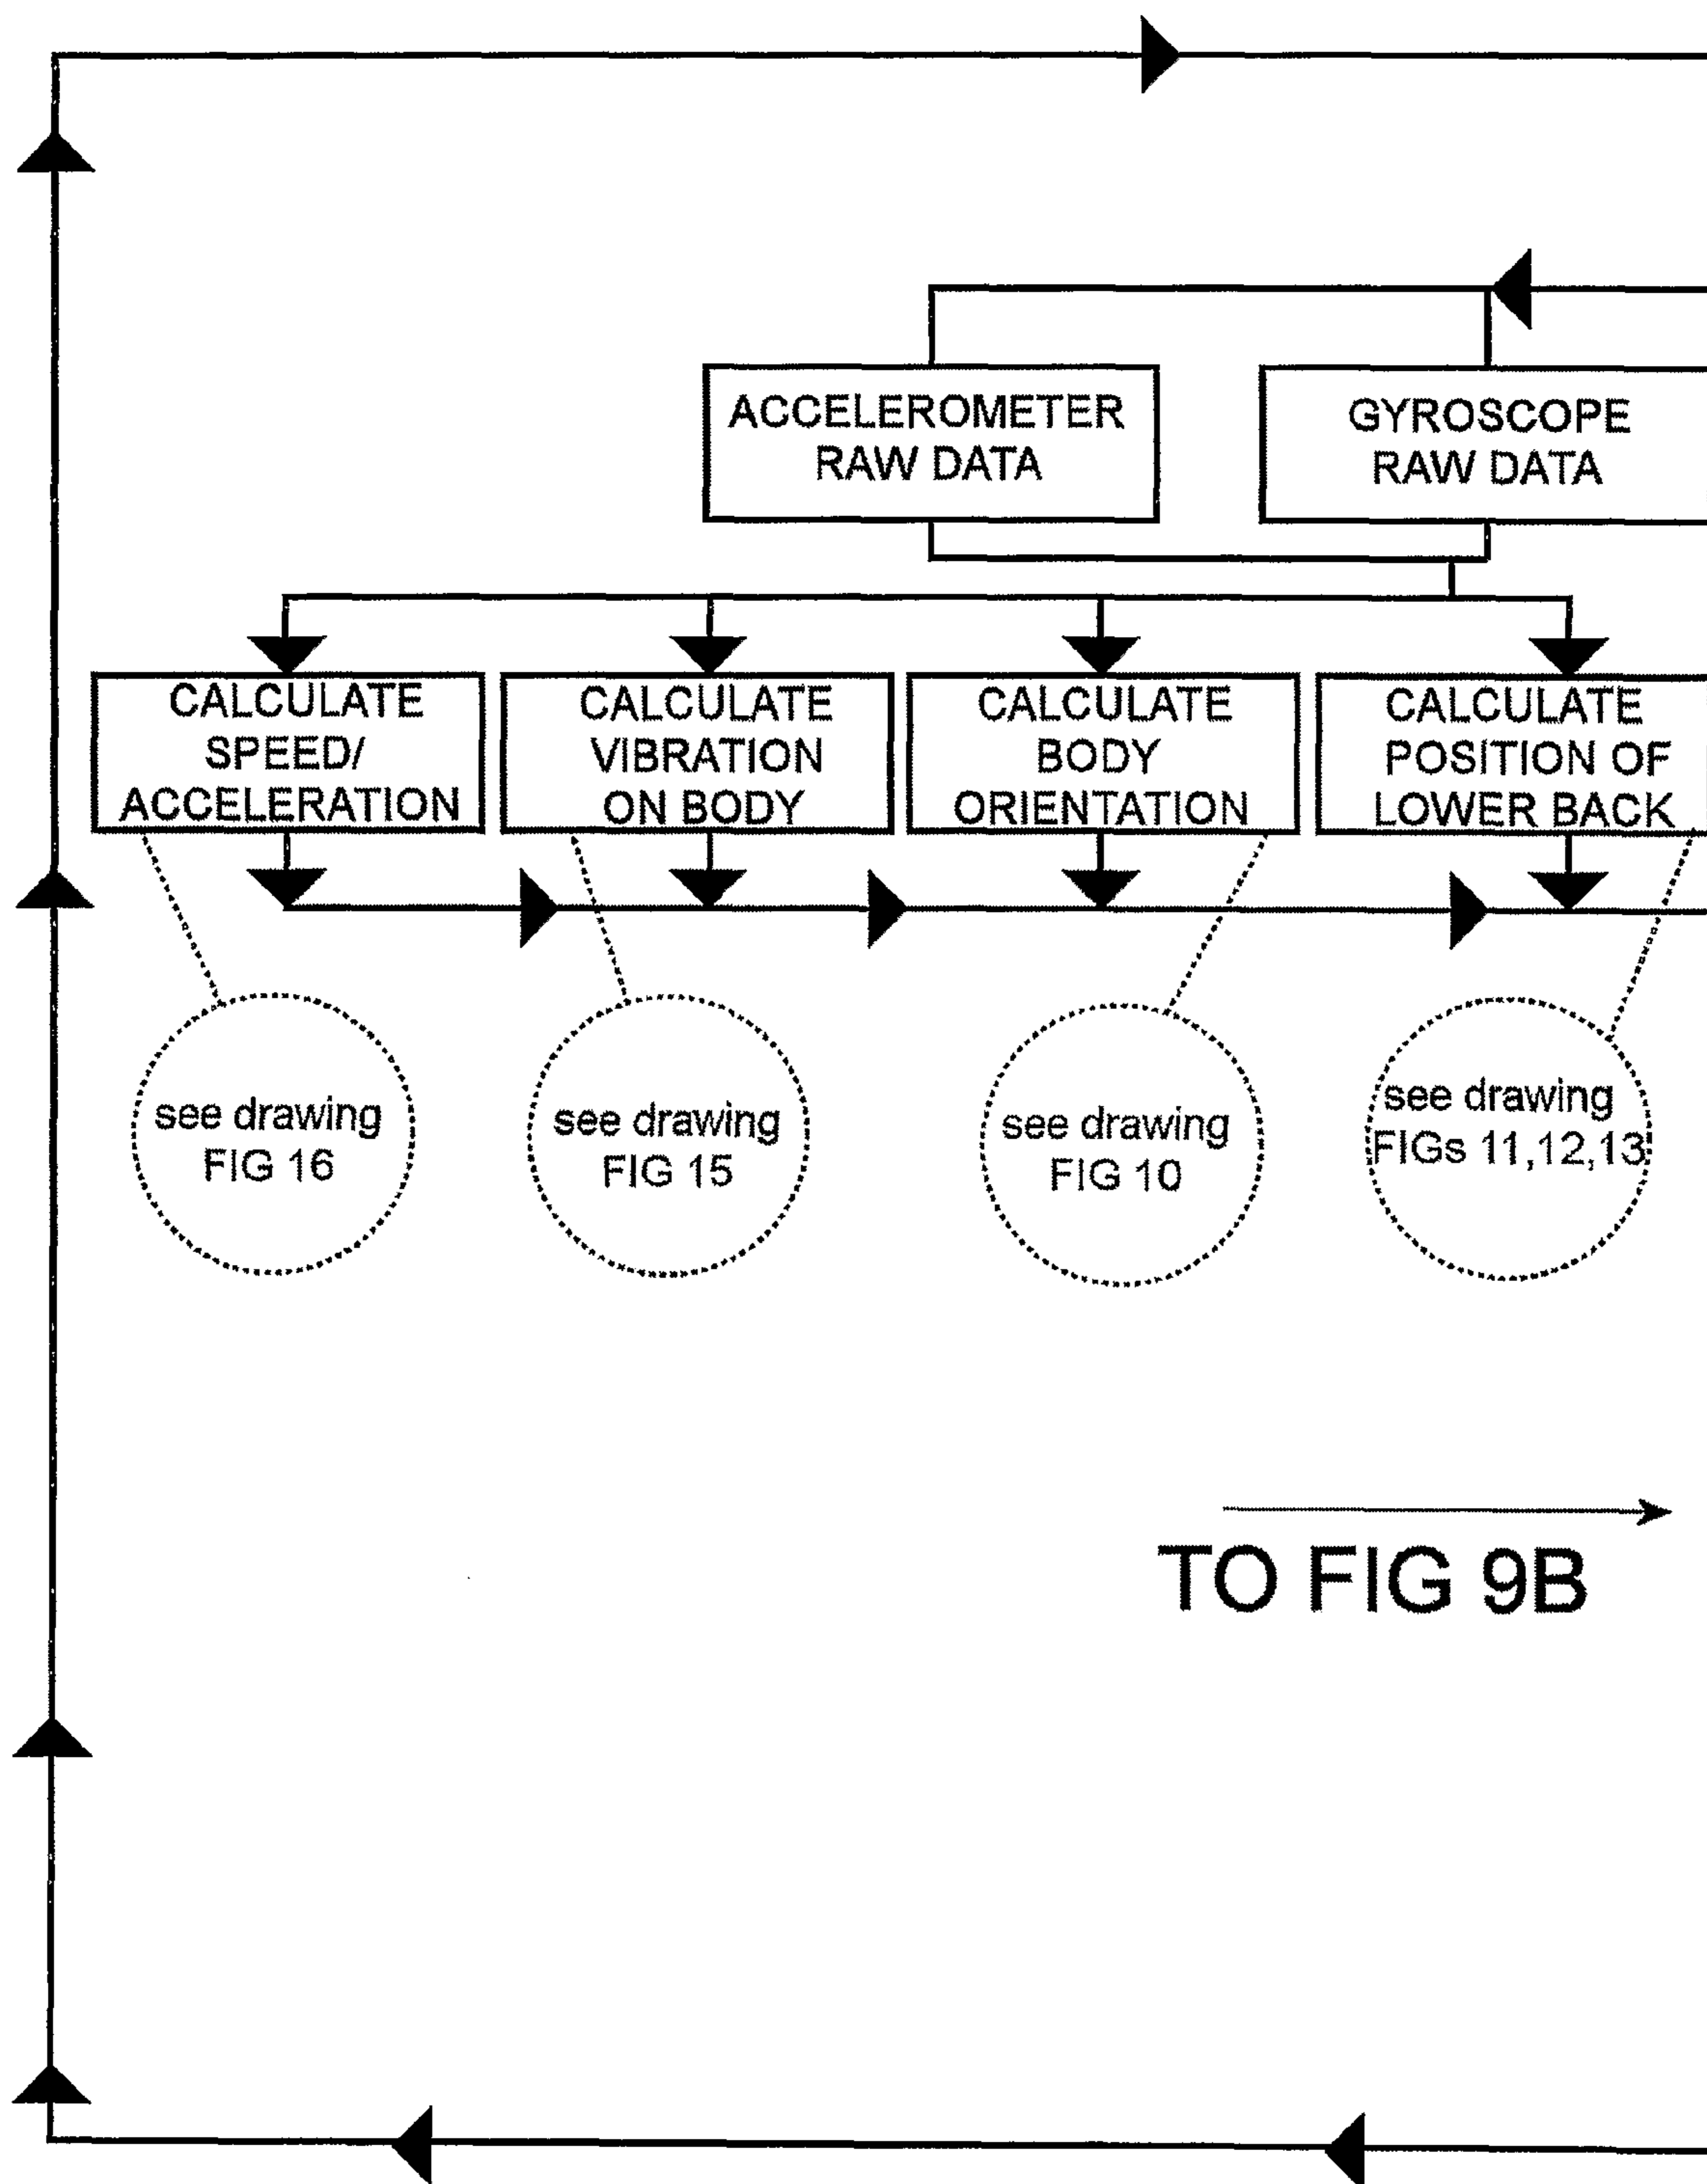 ACCELEROMETER
RAW DATA
GYROSCOPE
RAW DATA
CALCULATE
SPEED/
ACCELERATION
CALCULATE
VIBRATION
ON BODY
CALCULATE
BODY
ORIENTATION
CALCULATE
POSITION OF
LOWER BACK
see drawing
FIG 16
see drawing
FIG 15
see drawing
FIG 10
see drawing
FIGs 11,12,13
TO FIG 9B